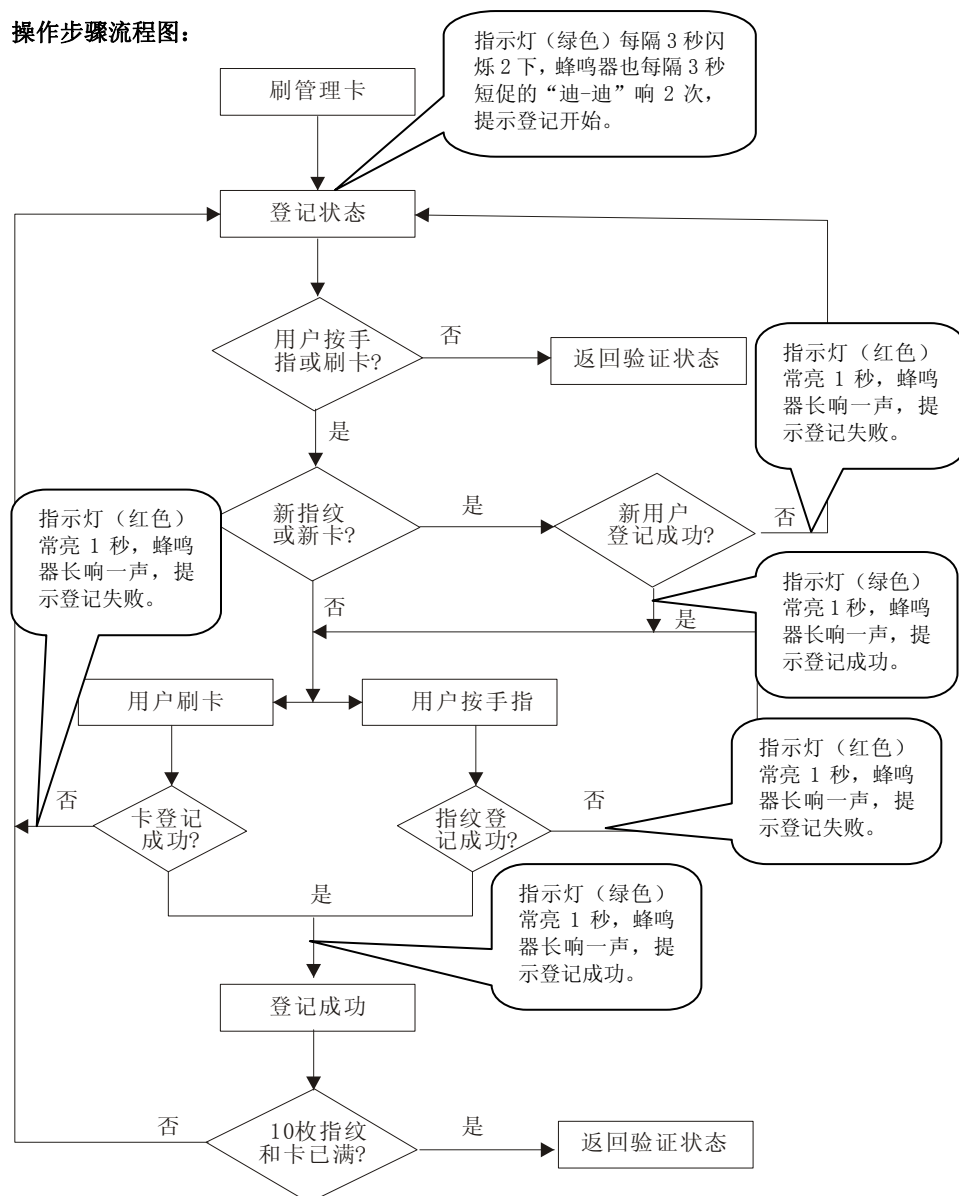 操作步骤流程图：
指示灯（绿色）每隔 3 秒闪
烁 2 下，蜂鸣器也每隔 3 秒
短促的“迪-迪”响 2 次，
提示登记开始。
刷管理卡
登记状态
用户按手
指或刷卡?
否
返回验证状态
指示灯（红色）
常亮 1 秒，蜂鸣
器长响一声，提
示登记失败。
是
新指纹
或新卡?
是
新用户
登记成功?
否
指示灯（红色）
常亮 1 秒，蜂鸣
器长响一声，提
示登记失败。
否
是
指示灯（绿色）
常亮 1 秒，蜂鸣
器长响一声，提
示登记成功。
用户刷卡
用户按手指
指示灯（红色）
常亮 1 秒，蜂鸣
器长响一声，提
示登记失败。
否
卡登记
成功?
指纹登
记成功?
否
是
指示灯（绿色）
常亮 1 秒，蜂鸣
器长响一声，提
示登记成功。
登记成功
否
10枚指纹
和卡已满?
是
返回验证状态